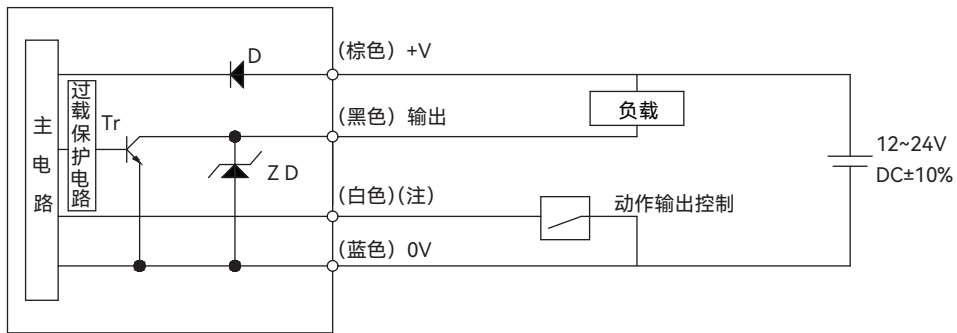 (棕色) +V
D
过载保护电路
主电路
Tr
(黑色) 输出
负载
12~24V
DC±10%
Z D
(白色)(注)
动作输出控制
(蓝色) 0V